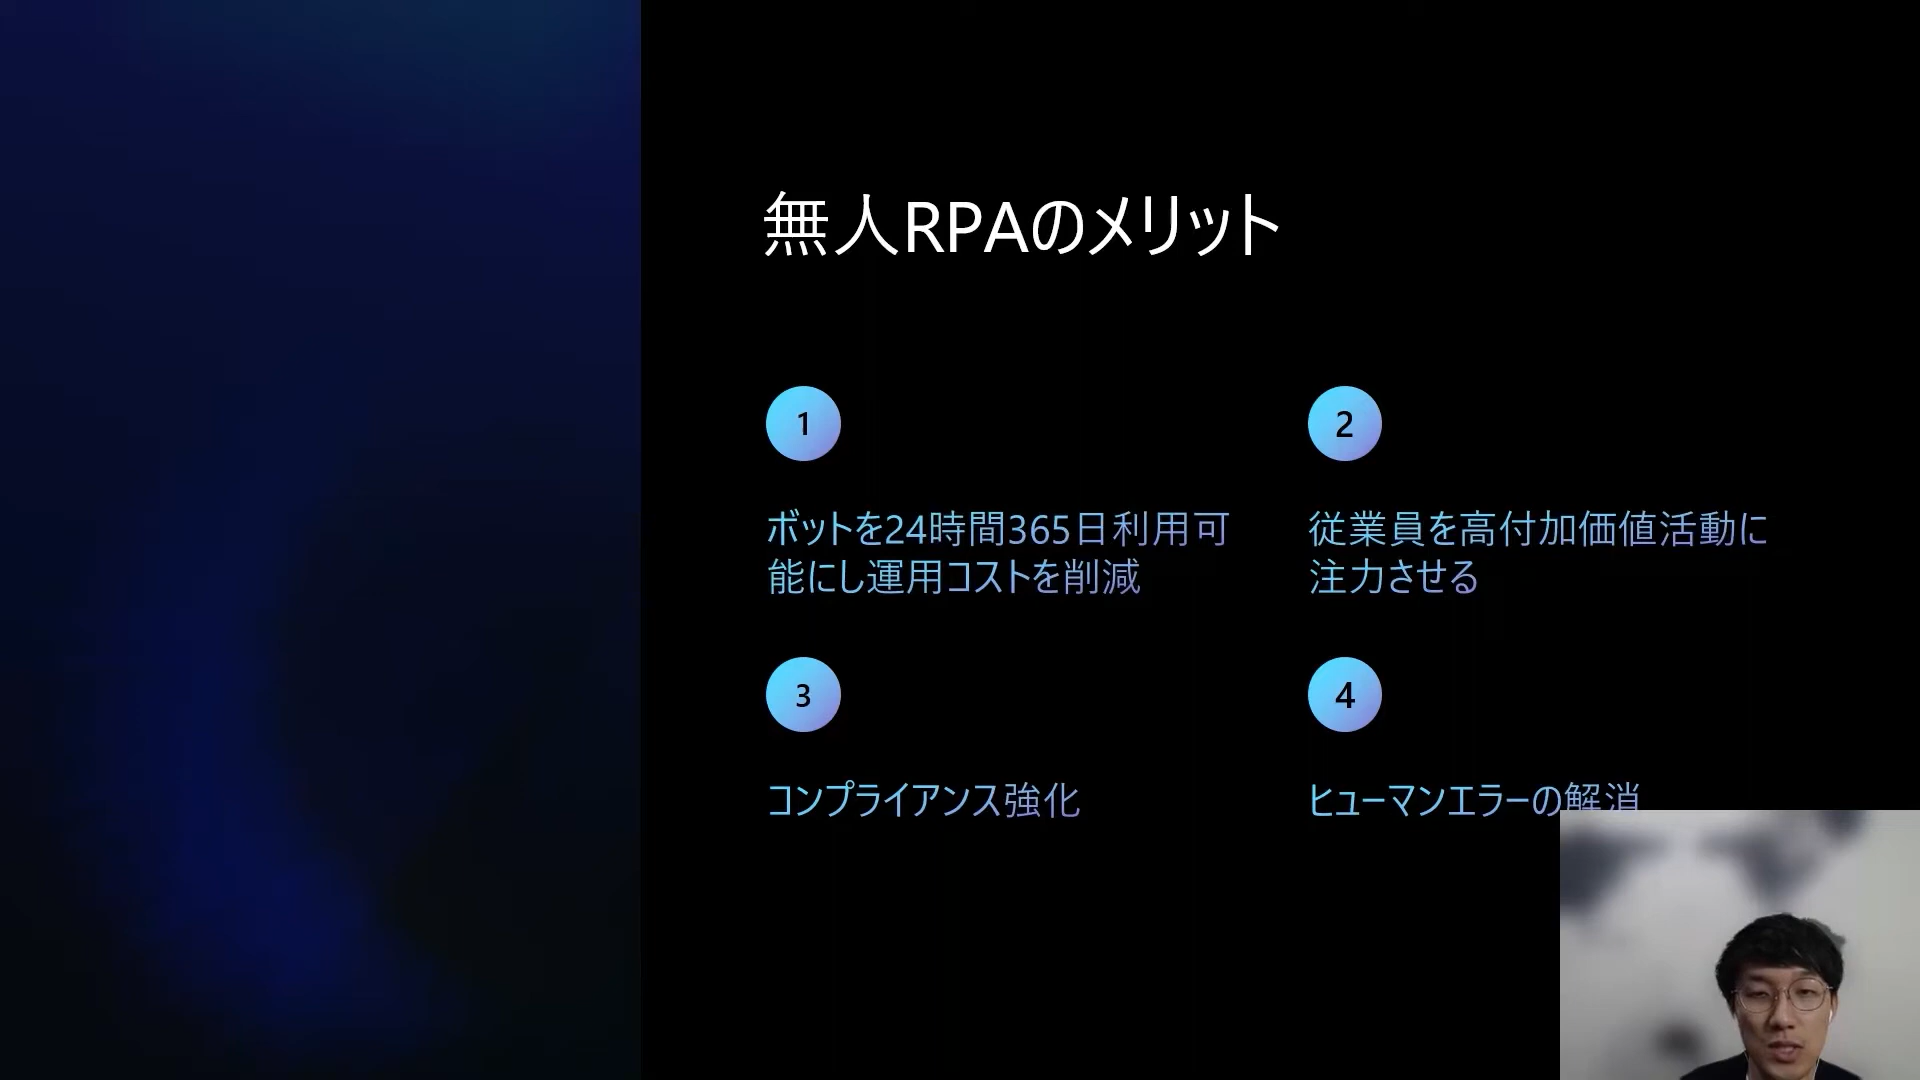 無人RPAのメリット
1
ボットを24時間365日利用可
能にし運用コストを削減
2
従業員を高付加価値活動に
注力させる
3
コンプライアンス強化
4
ヒューマンエラーの解消